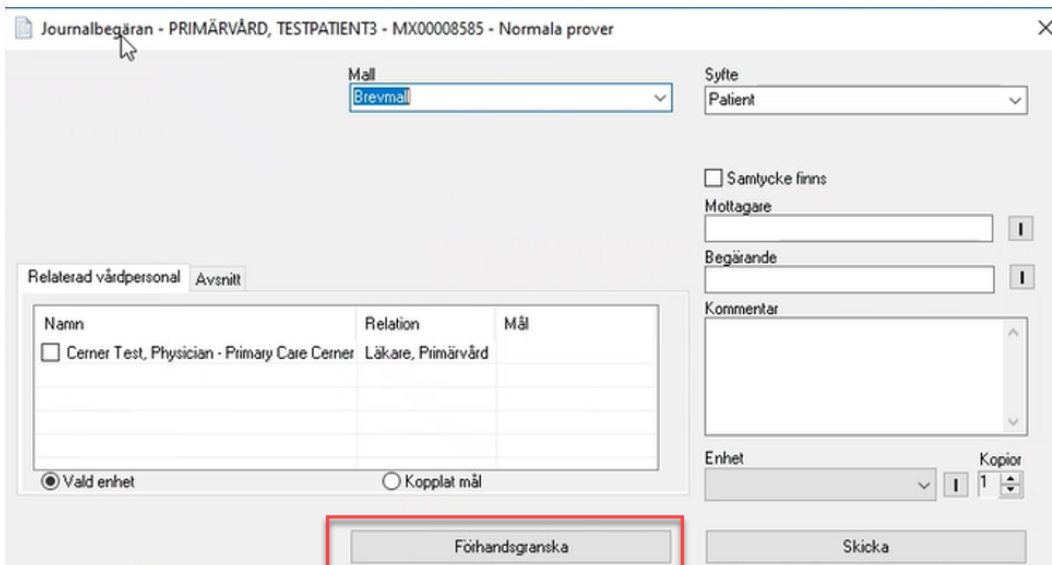 Journalbegäran - PRIMÄRVÅRD, TESTPATIENT3 - MX00008585 - Normala prover
Mall
Brevmall
Syfte
Patient
Samtycke finns
Mottagare
I
Begärande
I
Relaterad vårdpersonal Avsnitt
Kommentar
Namn Relation Mål
Cerner Test, Physician - Primary Care Cerner Läkare, Primärvård
Vald enhet Kopplat mål
Enhet Kopior
I 1
Förhandsgranska Skicka